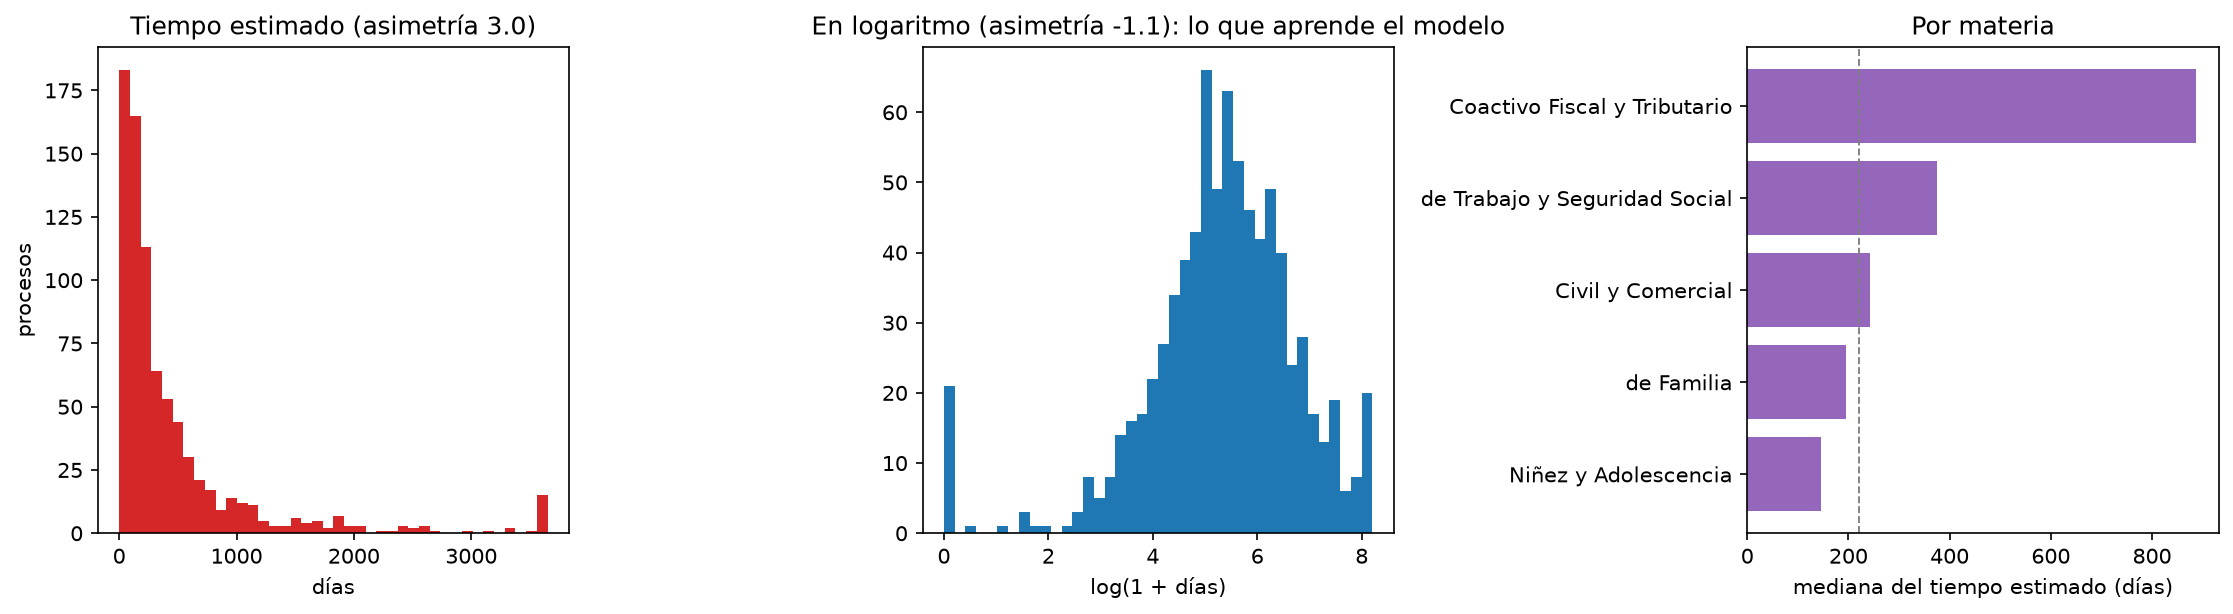 Tiempo estimado (asimetría 3.0)
175
150
125
100
75
50
25
0
procesos
0 1000 2000 3000
días
En logaritmo (asimetría -1.1): lo que aprende el modelo
60
50
40
30
20
10
0
0 2 4 6 8
log(1 + días)
Por materia
Coactivo Fiscal y Tributario
de Trabajo y Seguridad Social
Civil y Comercial
de Familia
Niñez y Adolescencia
0 200 400 600 800
mediana del tiempo estimado (días)